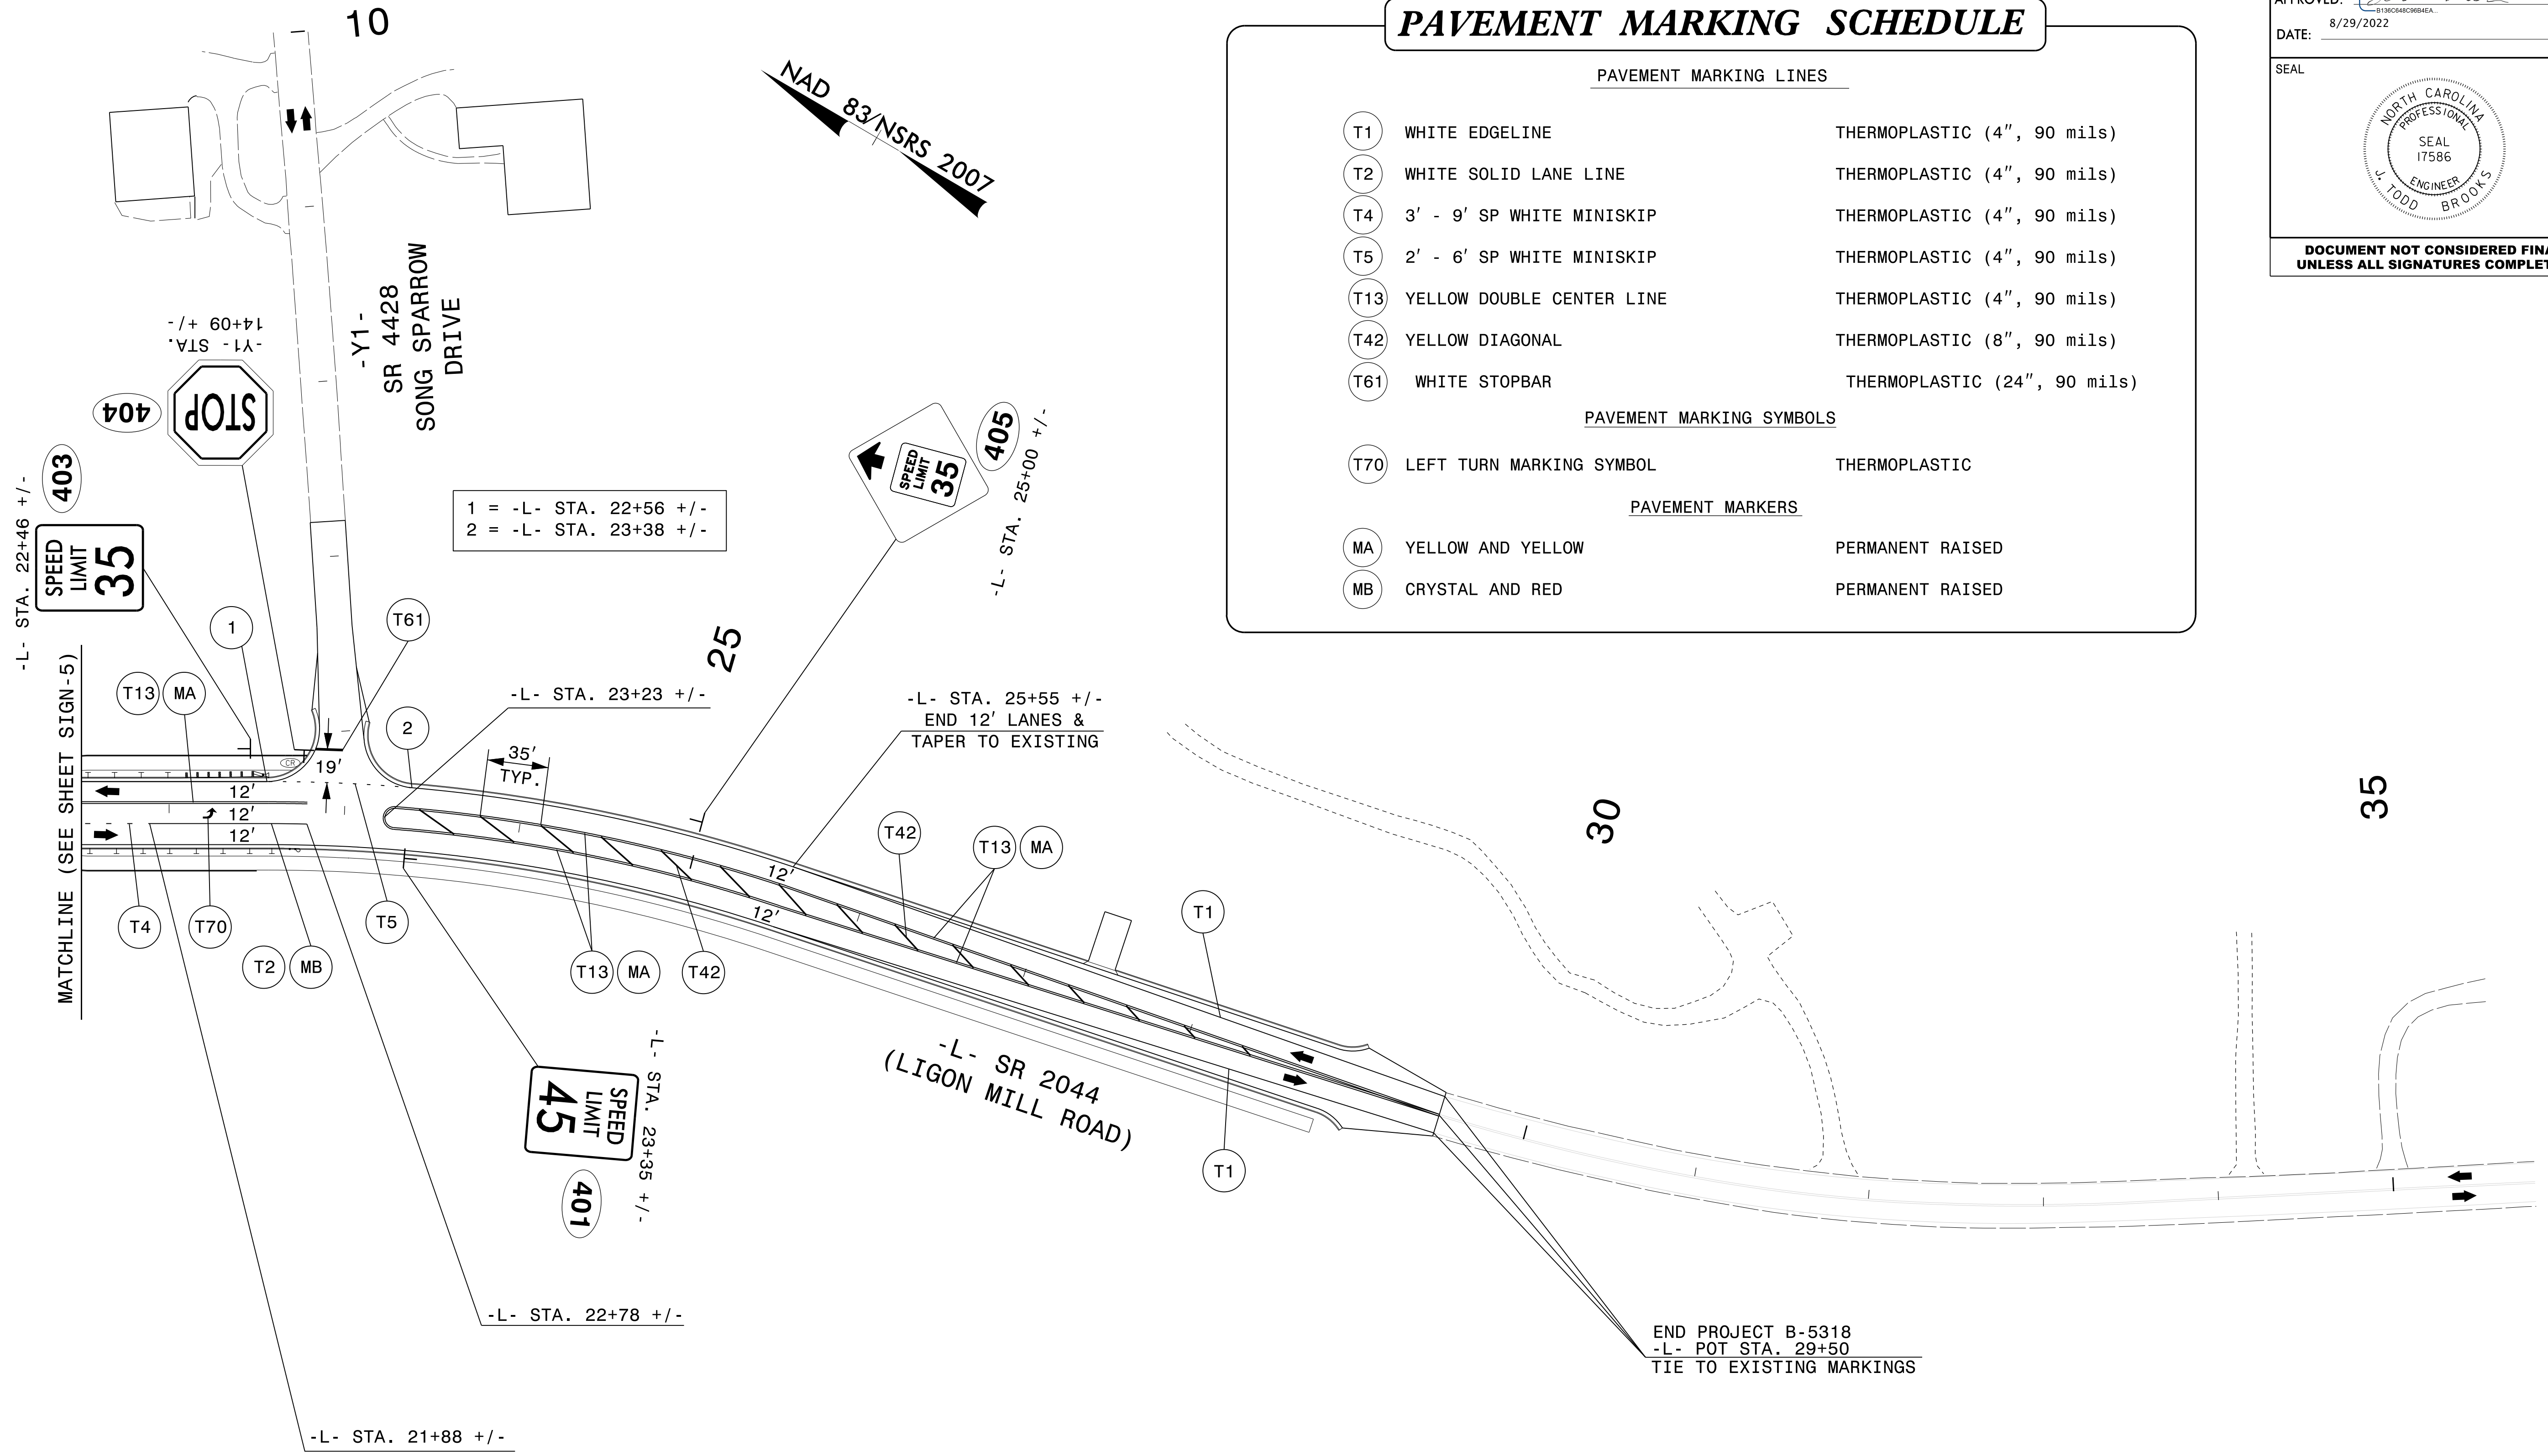 10
NAD 83/NSRS 2007
PAVEMENT MARKING SCHEDULE
PAVEMENT MARKING LINES
T1 WHITE EDGELINE THERMOPLASTIC (4", 90 mils)
T2 WHITE SOLID LANE LINE THERMOPLASTIC (4", 90 mils)
T4 3' - 9' SP WHITE MINISKIP THERMOPLASTIC (4", 90 mils)
T5 2' - 6' SP WHITE MINISKIP THERMOPLASTIC (4", 90 mils)
T13 YELLOW DOUBLE CENTER LINE THERMOPLASTIC (4", 90 mils)
T42 YELLOW DIAGONAL THERMOPLASTIC (8", 90 mils)
T61 WHITE STOPBAR THERMOPLASTIC (24", 90 mils)
PAVEMENT MARKING SYMBOLS
T70 LEFT TURN MARKING SYMBOL THERMOPLASTIC
PAVEMENT MARKERS
MA YELLOW AND YELLOW PERMANENT RAISED
MB CRYSTAL AND RED PERMANENT RAISED
APPROVED:
B136C648C96B4EA...
8/29/2022
DATE:
SEAL
NORTH CAROLINA
PROFESSIONAL
SEAL
17586
ENGINEER
J. TODD BROOKS
DOCUMENT NOT CONSIDERED FINA
UNLESS ALL SIGNATURES COMPLET
-Y1-
SR 4428
SONG SPARROW
DRIVE
-Y1- STA.
14+09 +/-
STOP
404
403
-L- STA. 22+46 +/-
SPEED
LIMIT
35
1 = -L- STA. 22+56 +/-
2 = -L- STA. 23+38 +/-
SPEED
LIMIT
35
405
-L- STA. 25+00 +/-
1
T61
25
T13 MA
2
-L- STA. 23+23 +/-
-L- STA. 25+55 +/-
END 12' LANES &
TAPER TO EXISTING
35'
TYP.
CR
19'
12'
12'
12'
MATCHLINE (SEE SHEET SIGN-5)
30
35
T42
T13 MA
12'
12'
T1
T4
T70
T5
T2 MB
T13 MA
T42
-L- SR 2044
(LIGON MILL ROAD)
SPEED
LIMIT
45
-L- STA. 23+35 +/-
401
T1
-L- STA. 22+78 +/-
END PROJECT B-5318
-L- POT STA. 29+50
TIE TO EXISTING MARKINGS
-L- STA. 21+88 +/-